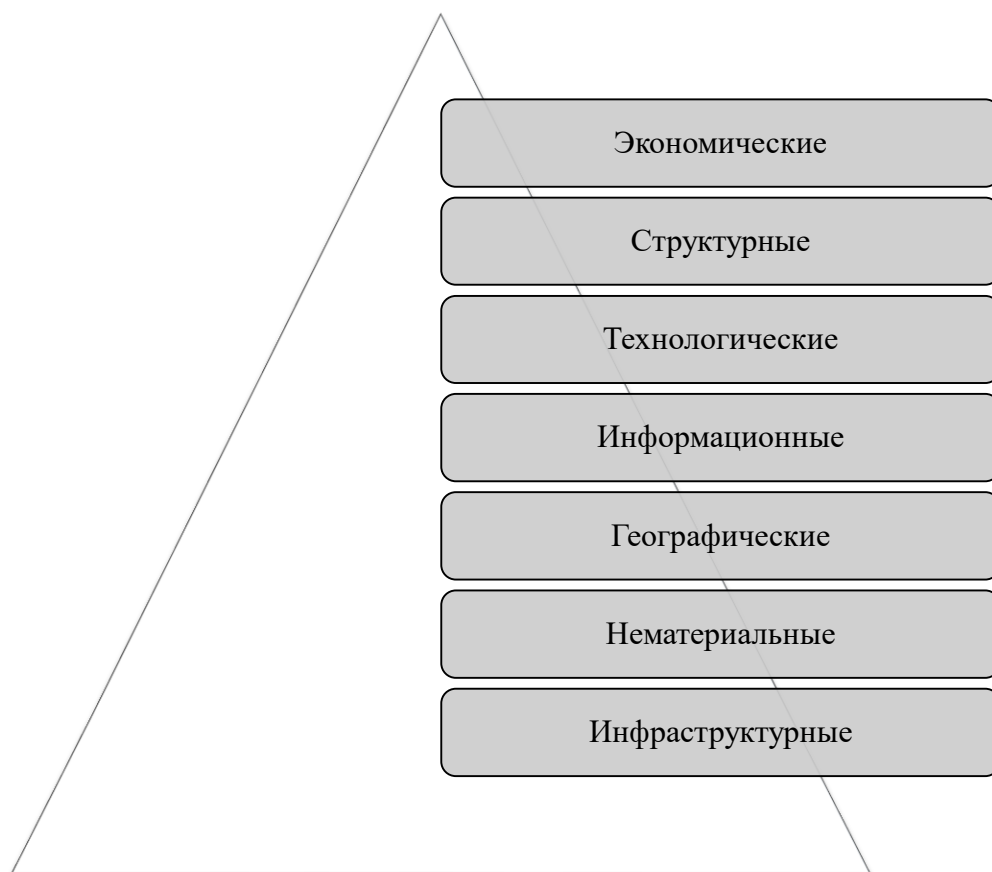 Экономические
Структурные
Технологические
Информационные
Географические
Нематериальные
Инфраструктурные